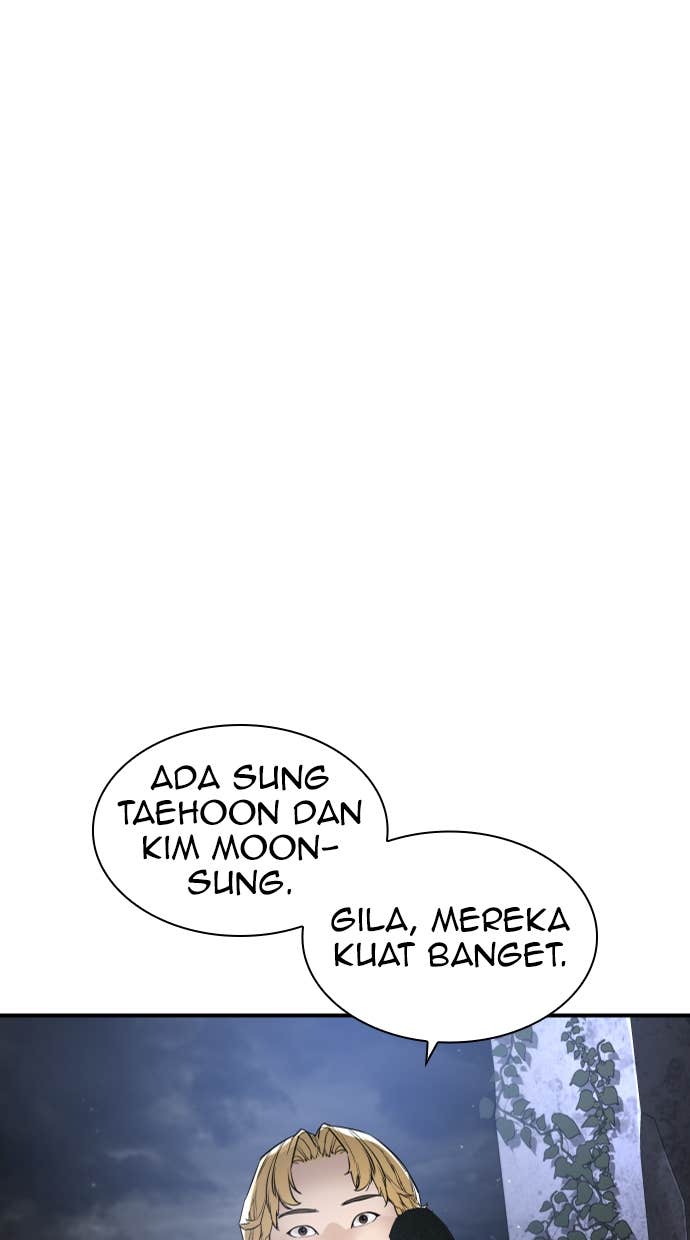 ADA SUNG
TAEHOON DAN
KIM MOON-
SUNG.
GILA, MEREKA
KUAT BANGET.